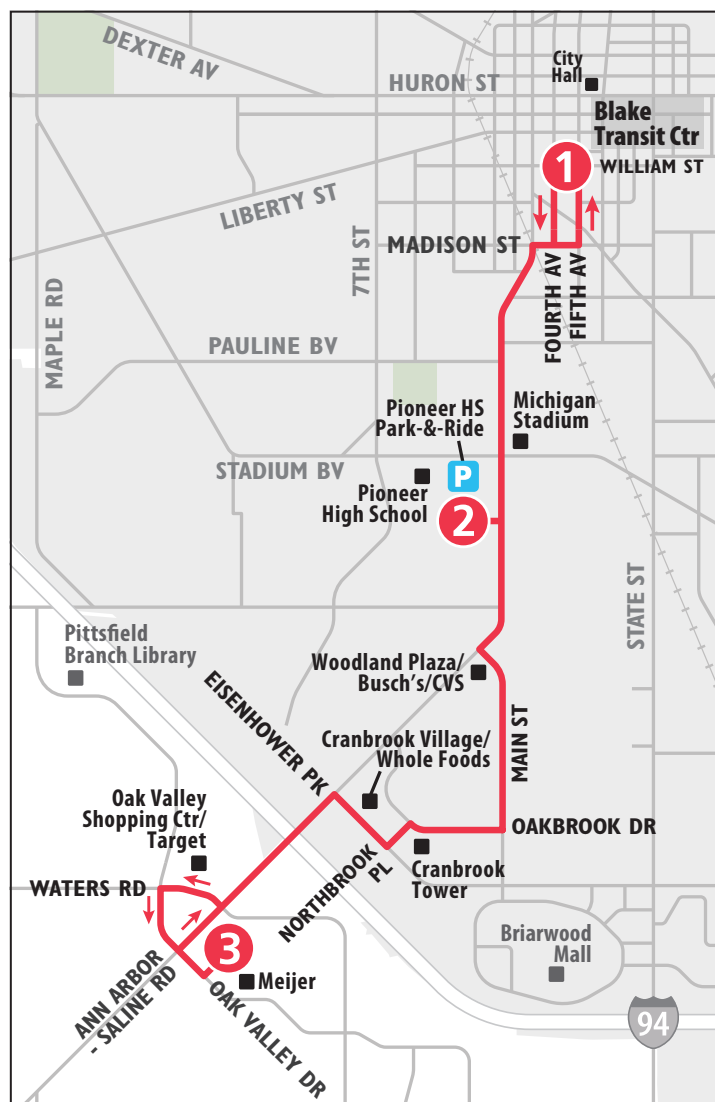 DEXTER AV
HURON ST
City
Hall
Blake
Transit Ctr
1
WILLIAM ST
LIBERTY ST
7TH ST
MADISON ST
FOURTH AV
FIFTH AV
MAPLE RD
PAULINE BV
Pioneer HS
Park-&-Ride
Michigan
Stadium
STADIUM BV
P
Pioneer
High School
2
STATE ST
Pittsfield
Branch Library
Woodland Plaza/
Busch's/CVS
EISENHOWER PK
MAIN ST
Cranbrook Village/
Whole Foods
Oak Valley
Shopping Ctr/
Target
OAKBROOK DR
NORTHBROOK
PL
Cranbrook
Tower
WATERS RD
3
Briarwood
Mall
Meijer
ANN ARBOR
- SALINE RD
OAK VALLEY DR
94